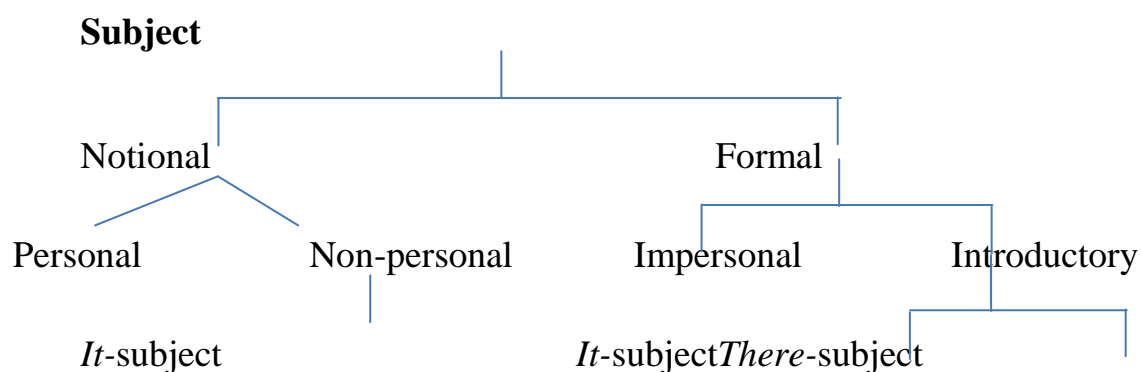 Subject
Notional Formal
Personal Non-personal Impersonal Introductory
It-subject It-subjectThere-subject